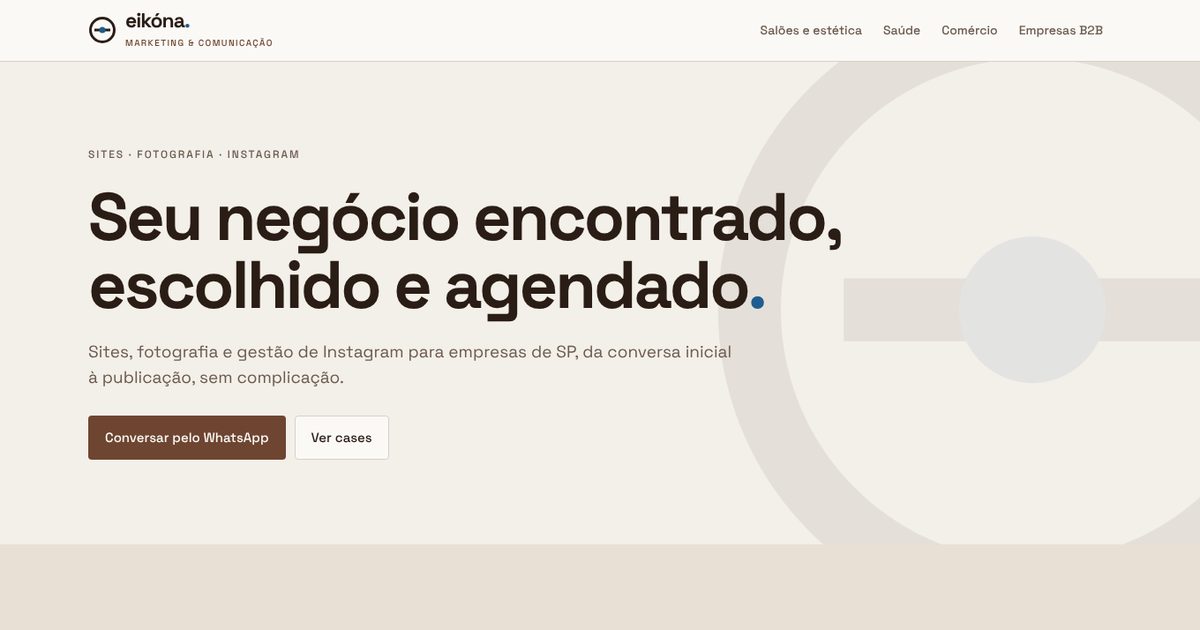 eikóna.
MARKETING & COMUNICAÇÃO
Salões e estética
Saúde
Comércio
Empresas B2B
SITES · FOTOGRAFIA · INSTAGRAM
Seu negócio encontrado,
escolhido e agendado.
Sites, fotografia e gestão de Instagram para empresas de SP, da conversa inicial
à publicação, sem complicação.
Conversar pelo WhatsApp
Ver cases